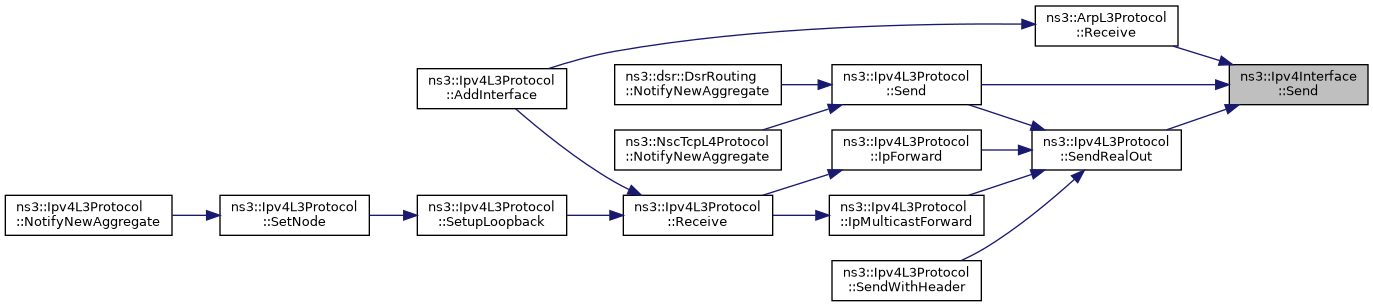 ns3::ArpL3Protocol
::Receive
ns3::Ipv4L3Protocol
::AddInterface
ns3::dsr::DsrRouting
::NotifyNewAggregate
ns3::Ipv4L3Protocol
::Send
ns3::Ipv4Interface
::Send
ns3::NscTcpL4Protocol
::NotifyNewAggregate
ns3::Ipv4L3Protocol
::IpForward
ns3::Ipv4L3Protocol
::SendRealOut
ns3::Ipv4L3Protocol
::NotifyNewAggregate
ns3::Ipv4L3Protocol
::SetNode
ns3::Ipv4L3Protocol
::SetupLoopback
ns3::Ipv4L3Protocol
::Receive
ns3::Ipv4L3Protocol
::IpMulticastForward
ns3::Ipv4L3Protocol
::SendWithHeader